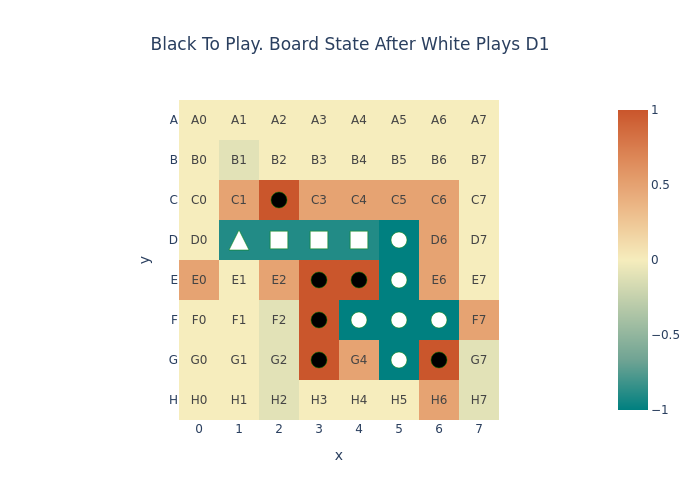 Black To Play. Board State After White Plays D1
A A0 A1 A2 A3 A4 A5 A6 A7
B B0 B1 B2 B3 B4 B5 B6 B7
C C0 C1 C3 C4 C5 C6 C7
D D0 D6 D7
E E0 E1 E2 E6 E7
F F0 F1 F2 F7
G G0 G1 G2 G4 G7
H H0 H1 H2 H3 H4 H5 H6 H7
0 1 2 3 4 5 6 7
x
y
1
0.5
0
−0.5
−1